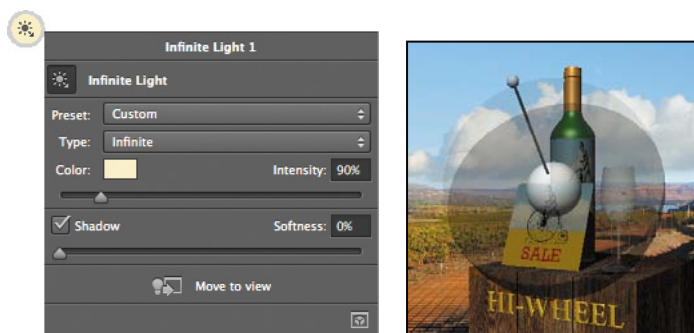 Infinite Light 1
Infinite Light
Preset: Custom
Type: Infinite
Color: Intensity: 90%
Shadow Softness: 0%
Move to view
SALE
HI-WHEEL